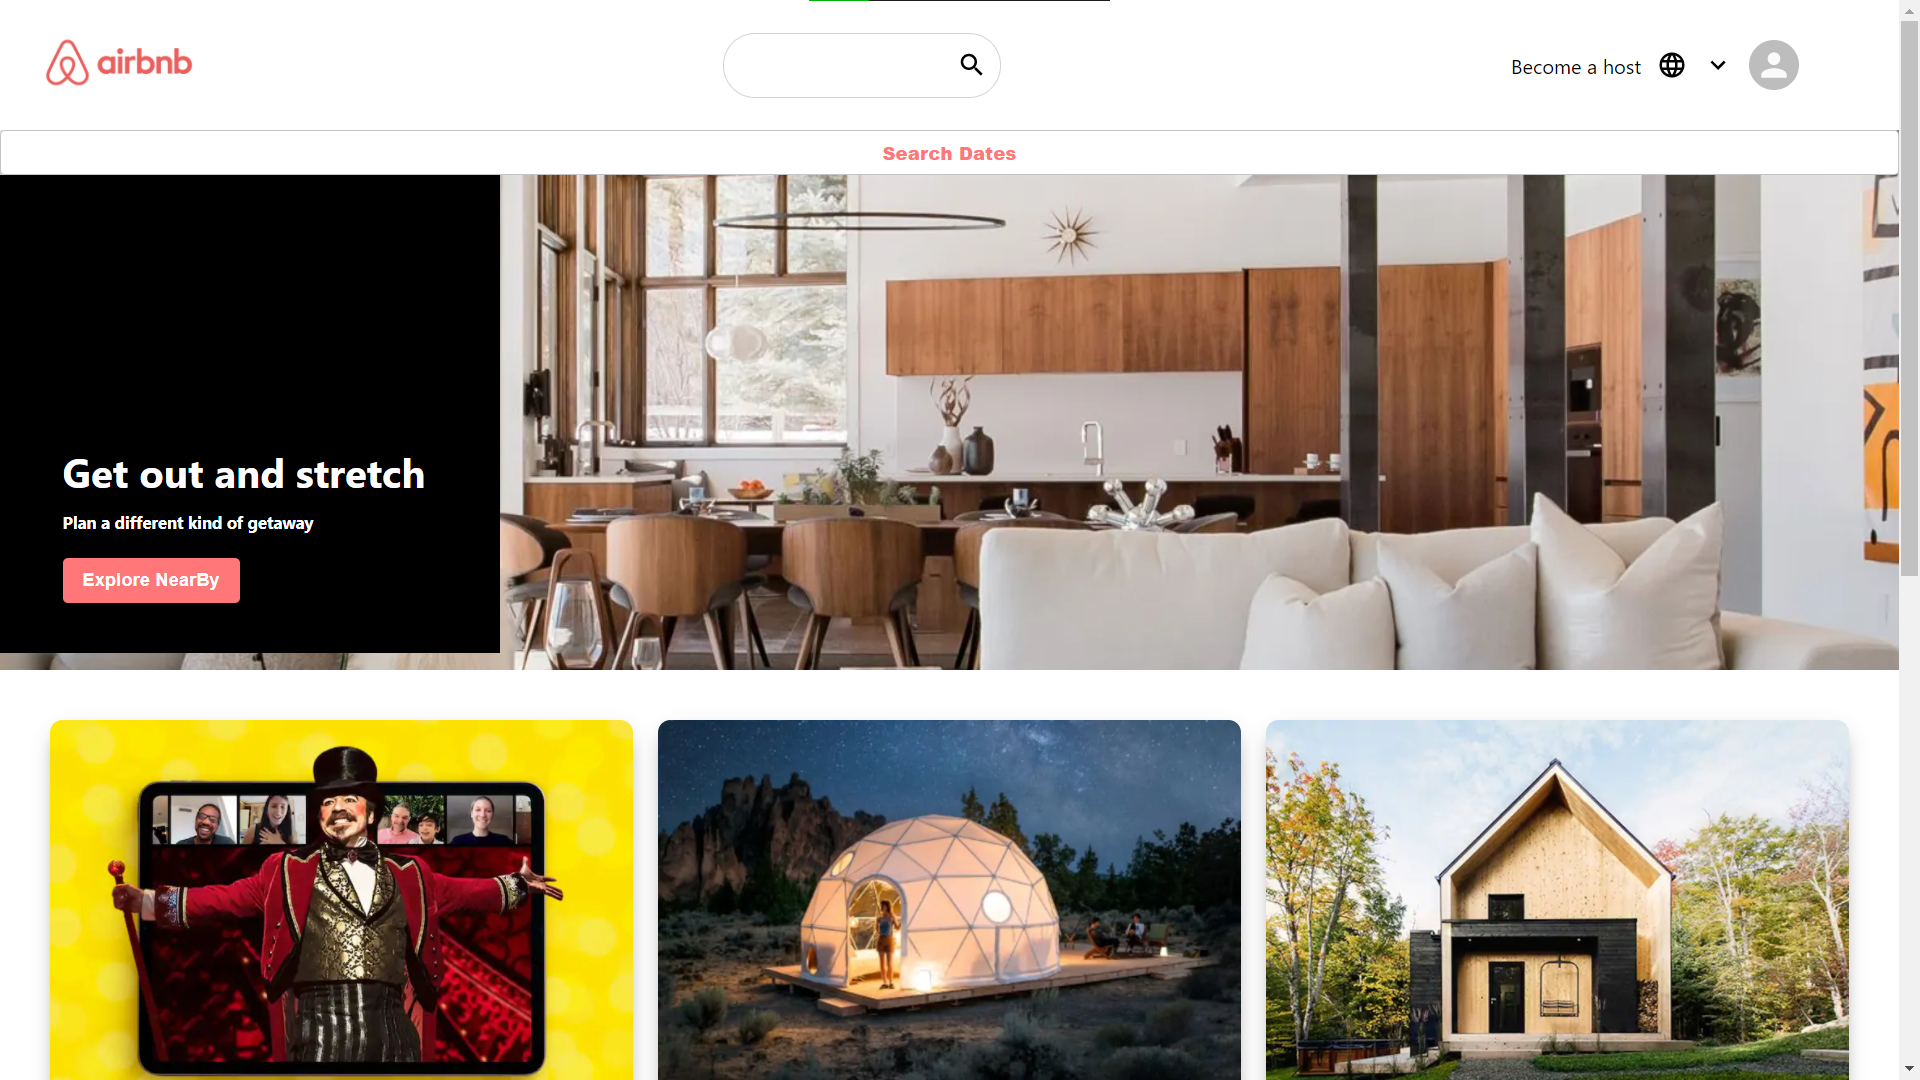 airbnb
Become a host
Search Dates
Get out and stretch
Plan a different kind of getaway
Explore NearBy